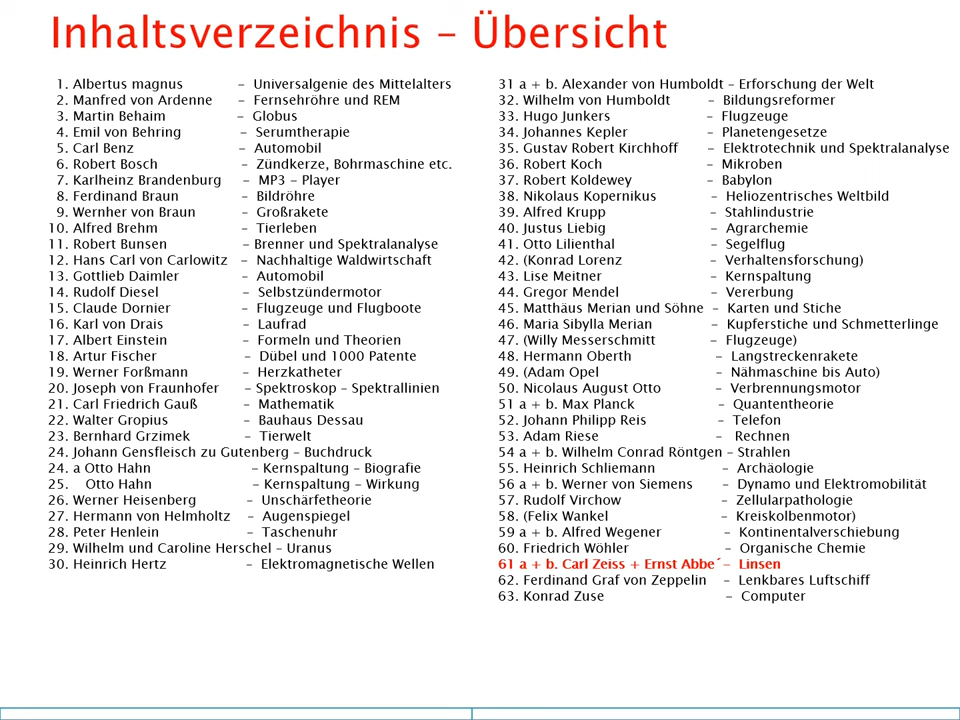 Inhaltsverzeichnis – Übersicht
1. Albertus magnus – Universalgenie des Mittelalters
2. Manfred von Ardenne – Fernsehröhre und REM
3. Martin Behaim – Globus
4. Emil von Behring – Serumtherapie
5. Carl Benz – Automobil
6. Robert Bosch – Zündkerze, Bohrmaschine etc.
7. Karlheinz Brandenburg – MP3 – Player
8. Ferdinand Braun – Bildröhre
9. Wernher von Braun – Großrakete
10. Alfred Brehm – Tierleben
11. Robert Bunsen – Brenner und Spektralanalyse
12. Hans Carl von Carlowitz – Nachhaltige Waldwirtschaft
13. Gottlieb Daimler – Automobil
14. Rudolf Diesel – Selbstzündermotor
15. Claude Dornier – Flugzeuge und Flugboote
16. Karl von Drais – Laufrad
17. Albert Einstein – Formeln und Theorien
18. Artur Fischer – Dübel und 1000 Patente
19. Werner Forßmann – Herzkatheter
20. Joseph von Fraunhofer – Spektroskop – Spektrallinien
21. Carl Friedrich Gauß – Mathematik
22. Walter Gropius – Bauhaus Dessau
23. Bernhard Grzimek – Tierwelt
24. Johann Gensfleisch zu Gutenberg – Buchdruck
24. a Otto Hahn – Kernspaltung – Biografie
25. Otto Hahn – Kernspaltung – Wirkung
26. Werner Heisenberg – Unschärfetheorie
27. Hermann von Helmholtz – Augenspiegel
28. Peter Henlein – Taschenuhr
29. Wilhelm und Caroline Herschel – Uranus
30. Heinrich Hertz – Elektromagnetische Wellen
31 a + b. Alexander von Humboldt – Erforschung der Welt
32. Wilhelm von Humboldt – Bildungsreformer
33. Hugo Junkers – Flugzeuge
34. Johannes Kepler – Planetengesetze
35. Gustav Robert Kirchhoff – Elektrotechnik und Spektralanalyse
36. Robert Koch – Mikroben
37. Robert Koldewey – Babylon
38. Nikolaus Kopernikus – Heliozentrisches Weltbild
39. Alfred Krupp – Stahlindustrie
40. Justus Liebig – Agrarchemie
41. Otto Lilienthal – Segelflug
42. (Konrad Lorenz – Verhaltensforschung)
43. Lise Meitner – Kernspaltung
44. Gregor Mendel – Vererbung
45. Matthäus Merian und Söhne – Karten und Stiche
46. Maria Sibylla Merian – Kupferstiche und Schmetterlinge
47. (Willy Messerschmitt – Flugzeuge)
48. Hermann Oberth – Langstreckenrakete
49. (Adam Opel – Nähmaschine bis Auto)
50. Nicolaus August Otto – Verbrennungsmotor
51 a + b. Max Planck – Quantentheorie
52. Johann Philipp Reis – Telefon
53. Adam Riese – Rechnen
54 a + b. Wilhelm Conrad Röntgen – Strahlen
55. Heinrich Schliemann – Archäologie
56 a + b. Werner von Siemens – Dynamo und Elektromobilität
57. Rudolf Virchow – Zellularpathologie
58. (Felix Wankel – Kreiskolbenmotor)
59 a + b. Alfred Wegener – Kontinentalverschiebung
60. Friedrich Wöhler – Organische Chemie
61 a + b. Carl Zeiss + Ernst Abbe´– Linsen
62. Ferdinand Graf von Zeppelin – Lenkbares Luftschiff
63. Konrad Zuse – Computer